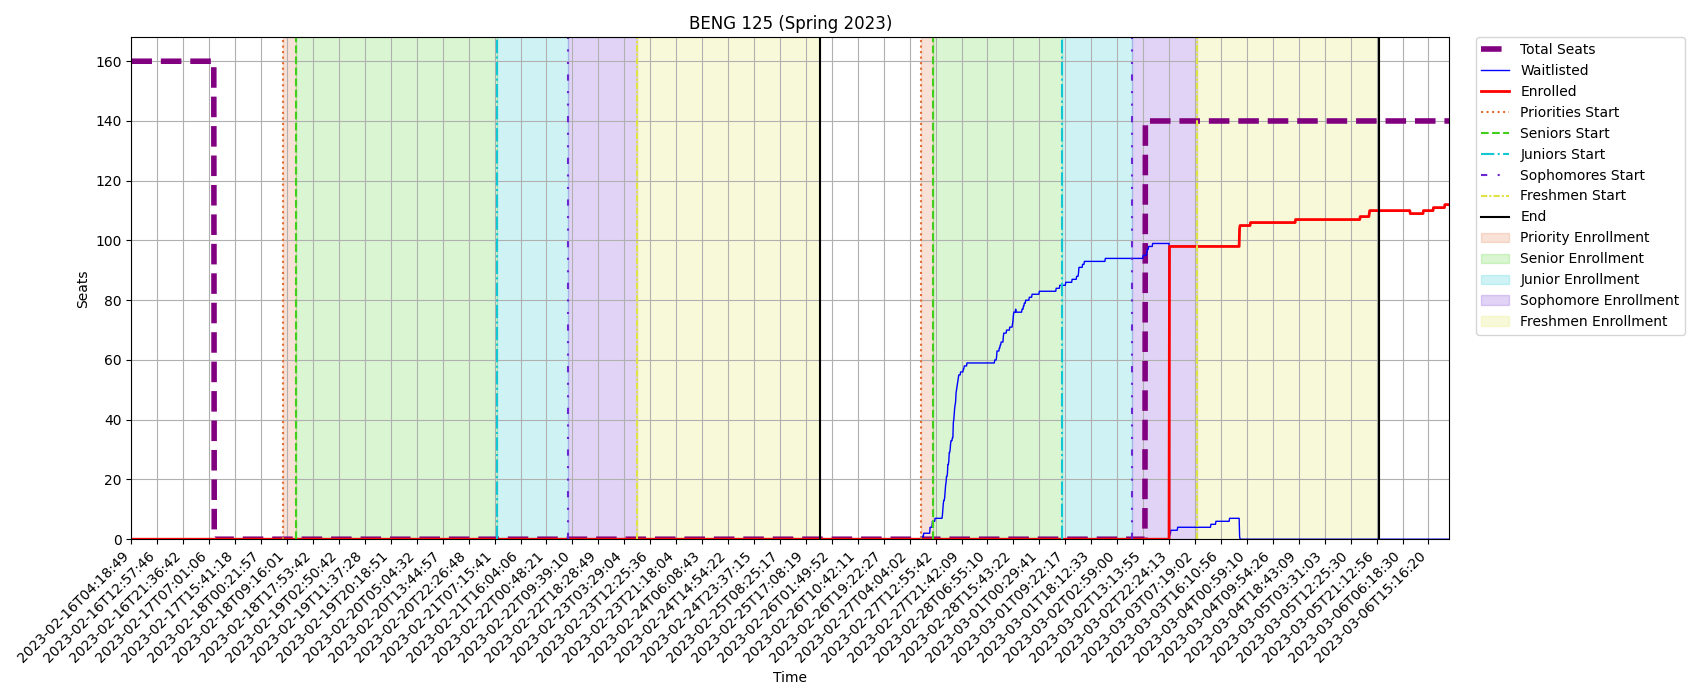 BENG 125 (Spring 2023)
Seats
160
140
120
100
80
60
40
20
0
2023-02-16T04:18:49
2023-02-16T12:57:46
2023-02-16T21:36:42
2023-02-17T07:01:06
2023-02-17T15:41:18
2023-02-18T00:21:57
2023-02-18T09:16:01
2023-02-18T17:53:42
2023-02-19T02:50:42
2023-02-19T11:37:28
2023-02-19T20:18:51
2023-02-20T05:04:32
2023-02-20T13:44:57
2023-02-20T22:26:48
2023-02-21T07:15:41
2023-02-21T16:04:06
2023-02-22T00:48:21
2023-02-22T09:39:10
2023-02-22T18:28:49
2023-02-23T03:29:04
2023-02-23T12:25:36
2023-02-23T21:18:04
2023-02-24T06:08:43
2023-02-24T14:54:22
2023-02-24T23:37:15
2023-02-25T08:25:17
2023-02-25T17:08:19
2023-02-26T01:49:52
2023-02-26T10:42:11
2023-02-26T19:22:27
2023-02-27T04:04:02
2023-02-27T12:55:42
2023-02-27T21:42:09
2023-02-28T06:55:10
2023-02-28T15:43:22
2023-03-01T00:29:41
2023-03-01T09:22:17
2023-03-01T18:12:33
2023-03-02T02:59:00
2023-03-02T13:13:55
2023-03-02T22:24:13
2023-03-03T07:19:02
2023-03-03T16:10:56
2023-03-04T00:59:10
2023-03-04T09:54:26
2023-03-04T18:43:09
2023-03-05T03:31:03
2023-03-05T12:25:30
2023-03-05T21:12:56
2023-03-06T06:18:30
2023-03-06T15:16:20
Time
Total Seats
Waitlisted
Enrolled
Priorities Start
Seniors Start
Juniors Start
Sophomores Start
Freshmen Start
End
Priority Enrollment
Senior Enrollment
Junior Enrollment
Sophomore Enrollment
Freshmen Enrollment